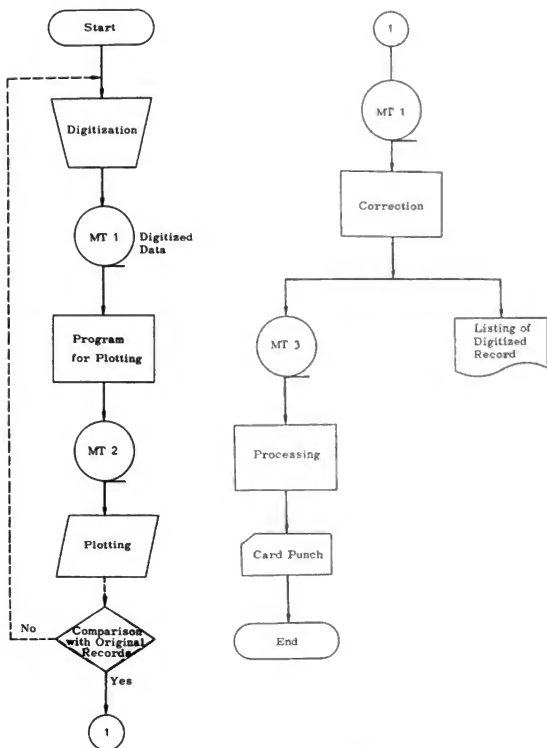 Start
Digitization
MT 1
Digitized
Data
Program
for Plotting
MT 2
Plotting
No
Comparison
with Original
Records
Yes
1
1
MT 1
Correction
MT 3
Listing of
Digitized
Record
Processing
Card Punch
End